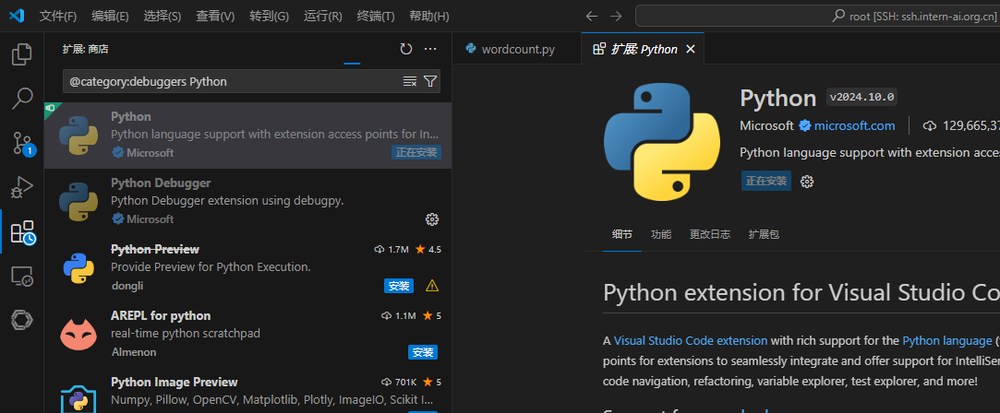 文件(F) 编辑(E) 选择(S) 查看(V) 转到(G) 运行(R) 终端(T) 帮助(H)
root [SSH: ssh.intern-ai.org.cn]
扩展: 商店
@category:debuggers Python
Python
Python language support with extension access points for In...
Microsoft
正在安装
Python Debugger
Python Debugger extension using debugpy.
Microsoft
Python Preview 1.7M 4.5
Provide Preview for Python Execution.
dongli 安装
AREPL for python 1.1M 5
real-time python scratchpad
Almenon 安装
Python Image Preview 701K 5
Numpy, Pillow, OpenCV, Matplotlib, Plotly, ImageIO, Scikit I...
1
wordcount.py 扩展: Python
Python v2024.10.0
Microsoft microsoft.com 129,665,37
Python language support with extension acce
正在安装
细节 功能 更改日志 扩展包
Python extension for Visual Studio Co
A Visual Studio Code extension with rich support for the Python language (
points for extensions to seamlessly integrate and offer support for IntelliSen
code navigation, refactoring, variable explorer, test explorer, and more!